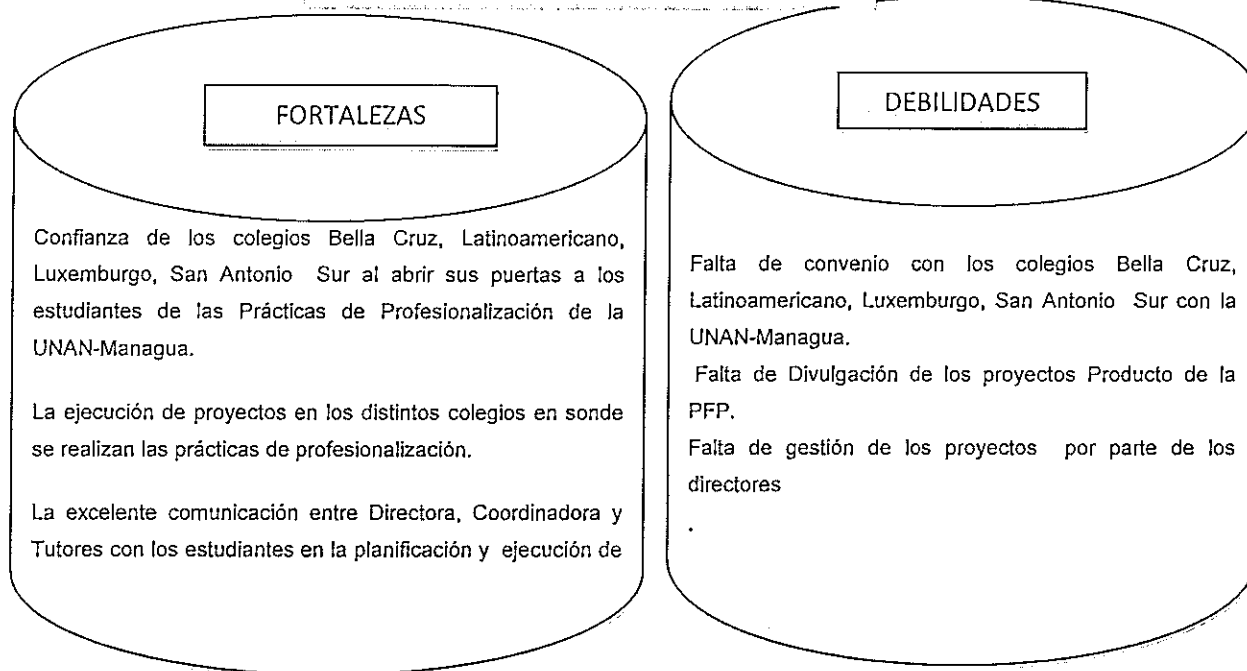 FORTALEZAS
Confianza de los colegios Bella Cruz, Latinoamericano,
Luxemburgo, San Antonio Sur al abrir sus puertas a los
estudiantes de las Prácticas de Profesionalización de la
UNAN-Managua.
La ejecución de proyectos en los distintos colegios en sonde
se realizan las prácticas de profesionalización.
La excelente comunicación entre Directora, Coordinadora y
Tutores con los estudiantes en la planificación y ejecución de
DEBILIDADES
Falta de convenio con los colegios Bella Cruz,
Latinoamericano, Luxemburgo, San Antonio Sur con la
UNAN-Managua.
Falta de Divulgación de los proyectos Producto de la
PFP.
Falta de gestión de los proyectos por parte de los
directores
.